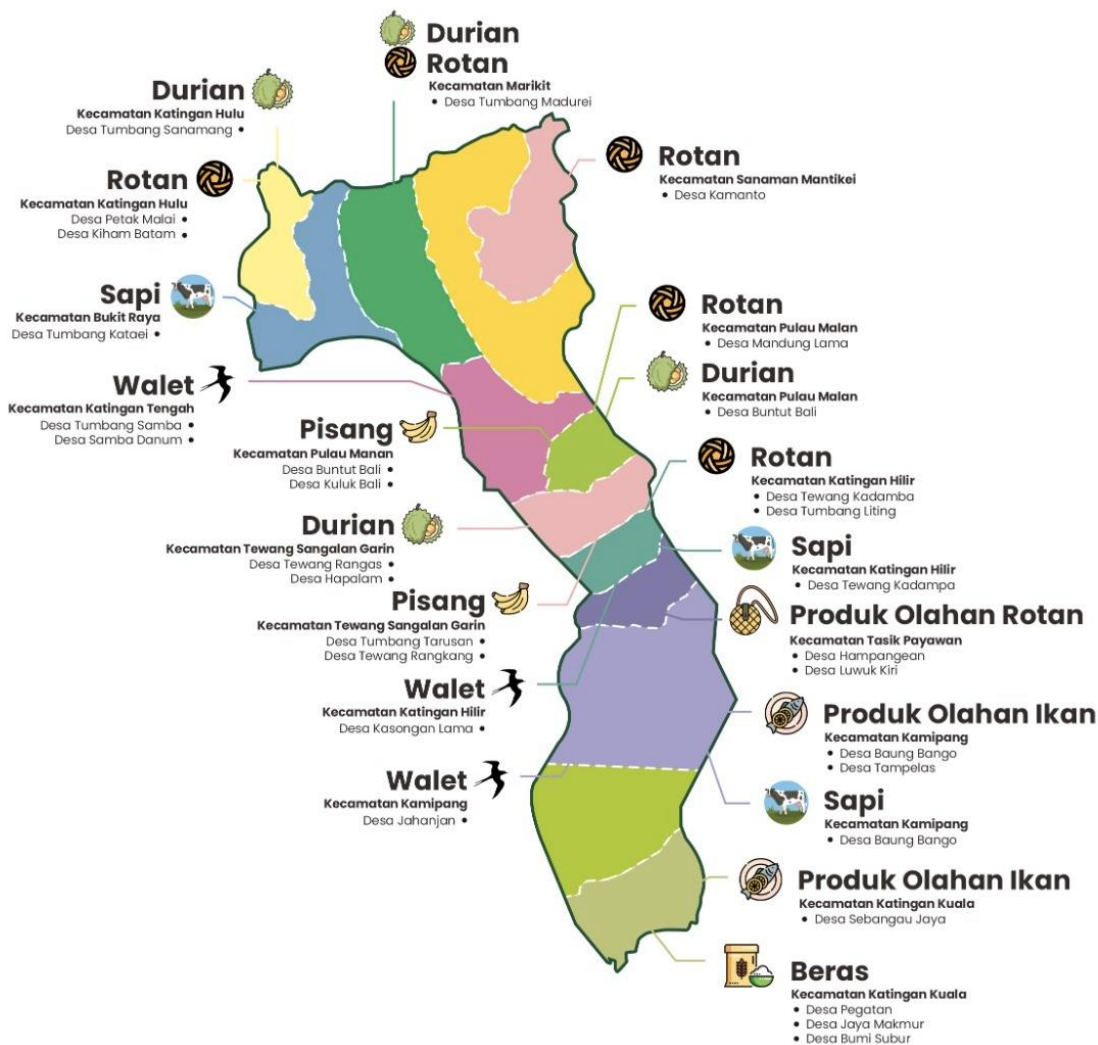 Durian
Rotan
Kecamatan Marikit
• Desa Tumbang Madurei
Durian
Kecamatan Katingan Hulu
Desa Tumbang Sanamang •
Rotan
Kecamatan Katingan Hulu
Desa Petak Malai •
Desa Kiham Batam •
Sapi
Kecamatan Bukit Raya
Desa Tumbang Kataei •
Walet
Kecamatan Katingan Tengah
Desa Tumbang Samba •
Desa Samba Danum •
Pisang
Kecamatan Pulau Manan
Desa Buntut Bali •
Desa Kuluk Bali •
Durian
Kecamatan Tewang Sangalan Garin
Desa Tewang Rangas •
Desa Hapalam •
Pisang
Kecamatan Tewang Sangalan Garin
Desa Tumbang Tarusan •
Desa Tewang Rangkang •
Walet
Kecamatan Katingan Hilir
Desa Kasongan Lama •
Walet
Kecamatan Kamipang
Desa Jahanjan •
Rotan
Kecamatan Sanaman Mantikei
• Desa Kamanto
Rotan
Kecamatan Pulau Malan
• Desa Mandung Lama
Durian
Kecamatan Pulau Malan
• Desa Buntut Bali
Rotan
Kecamatan Katingan Hilir
• Desa Tewang Kadamba
• Desa Tumbang Liting
Sapi
Kecamatan Katingan Hilir
• Desa Tewang Kadampa
Produk Olahan Rotan
Kecamatan Tasik Payawan
• Desa Hampangean
• Desa Luwuk Kiri
Produk Olahan Ikan
Kecamatan Kamipang
• Desa Baung Bango
• Desa Tampelas
Sapi
Kecamatan Kamipang
• Desa Baung Bango
Produk Olahan Ikan
Kecamatan Katingan Kuala
• Desa Sebangau Jaya
Beras
Kecamatan Katingan Kuala
• Desa Pegatan
• Desa Jaya Makmur
• Desa Bumi Subur